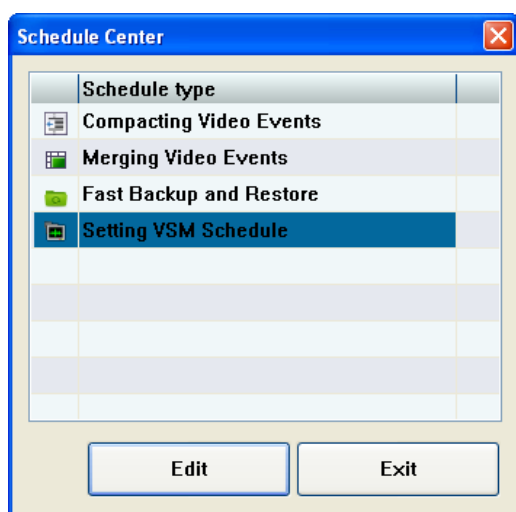 Schedule Center
Schedule type
Compacting Video Events
Merging Video Events
Fast Backup and Restore
Setting VSM Schedule
Edit
Exit